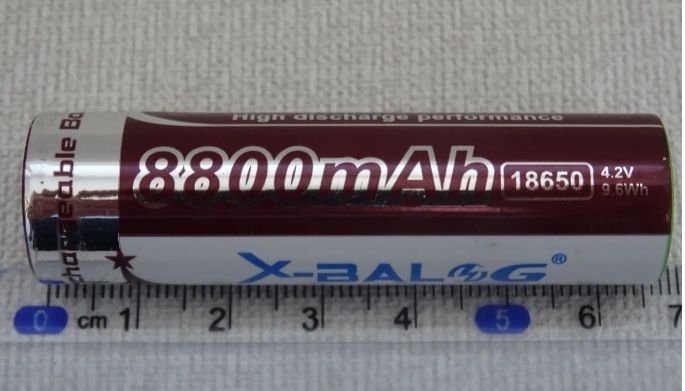 High discharge performance
8800mAh
18650
4.2V
9.6Wh
X-BALOG®
0 cm 1 2 3 4 5 6 7